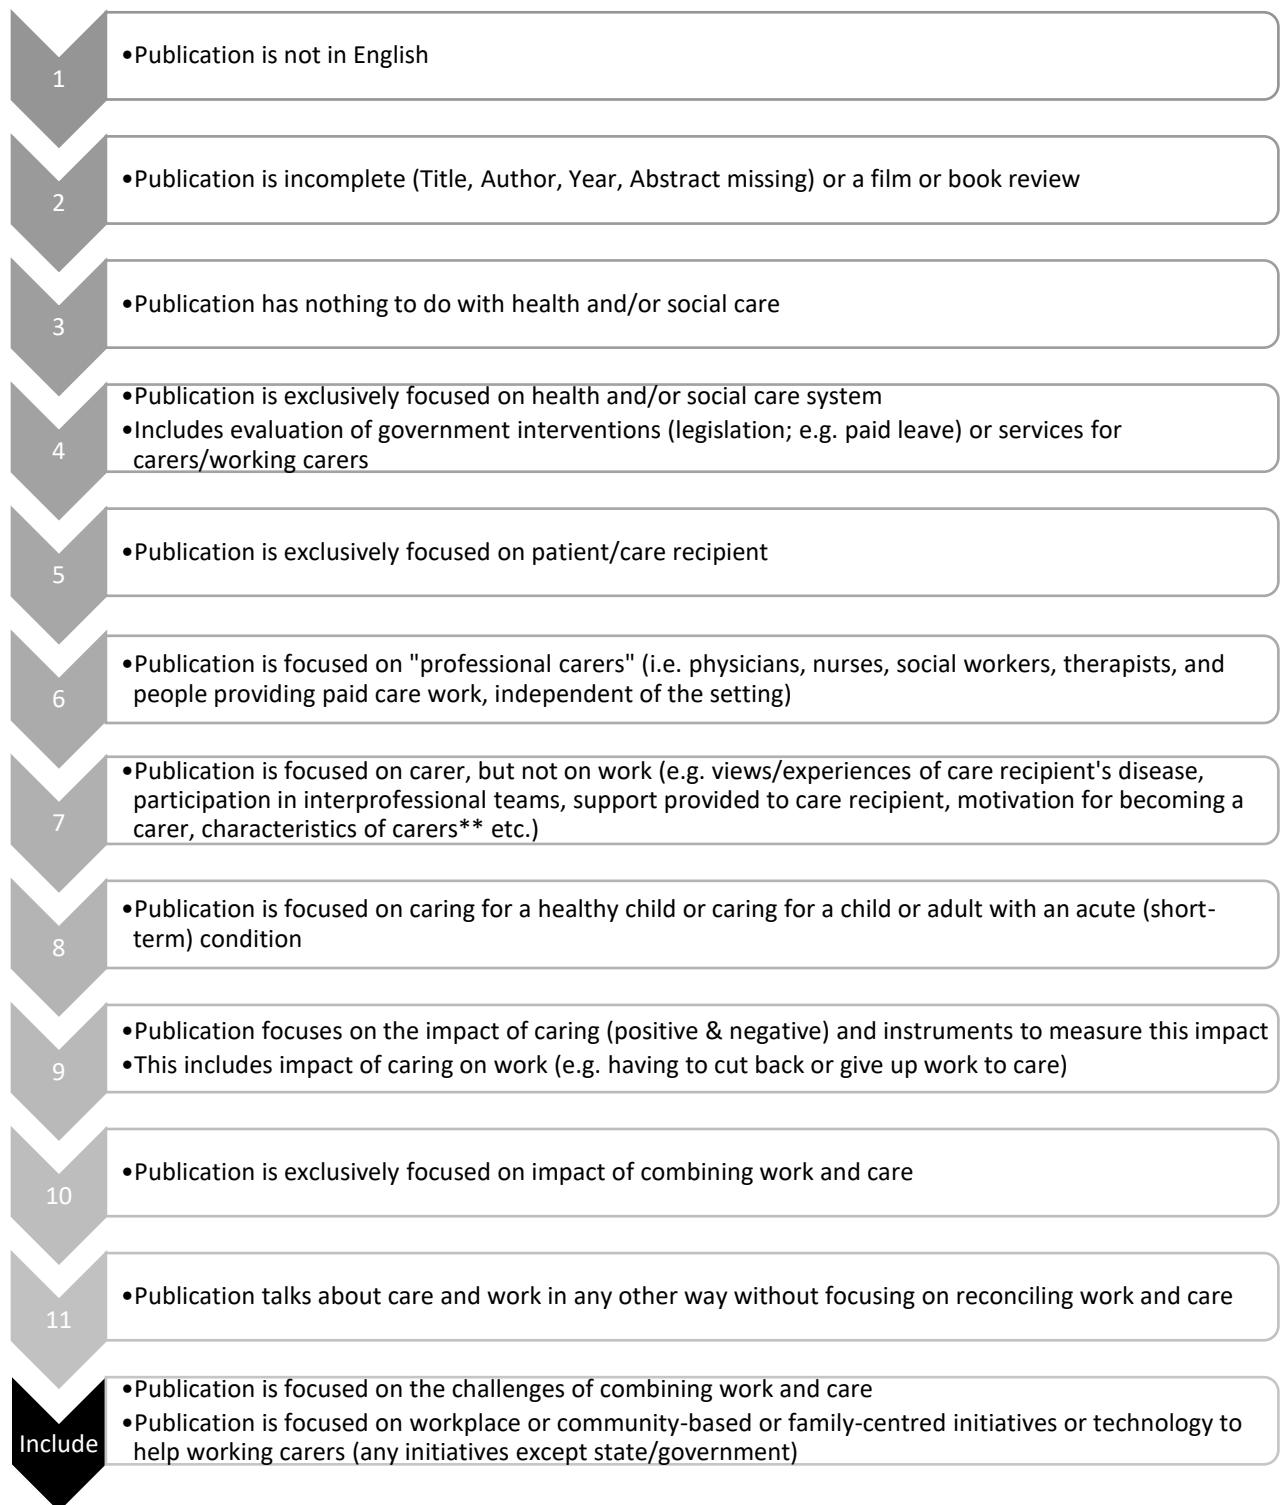 1
•Publication is not in English
2
•Publication is incomplete (Title, Author, Year, Abstract missing) or a film or book review
3
•Publication has nothing to do with health and/or social care
4
•Publication is exclusively focused on health and/or social care system
•Includes evaluation of government interventions (legislation; e.g. paid leave) or services for
carers/working carers
5
•Publication is exclusively focused on patient/care recipient
6
•Publication is focused on "professional carers" (i.e. physicians, nurses, social workers, therapists, and
people providing paid care work, independent of the setting)
7
•Publication is focused on carer, but not on work (e.g. views/experiences of care recipient's disease,
participation in interprofessional teams, support provided to care recipient, motivation for becoming a
carer, characteristics of carers** etc.)
8
•Publication is focused on caring for a healthy child or caring for a child or adult with an acute (short-
term) condition
9
•Publication focuses on the impact of caring (positive & negative) and instruments to measure this impact
•This includes impact of caring on work (e.g. having to cut back or give up work to care)
10
•Publication is exclusively focused on impact of combining work and care
11
•Publication talks about care and work in any other way without focusing on reconciling work and care
Include
•Publication is focused on the challenges of combining work and care
•Publication is focused on workplace or community-based or family-centred initiatives or technology to
help working carers (any initiatives except state/government)